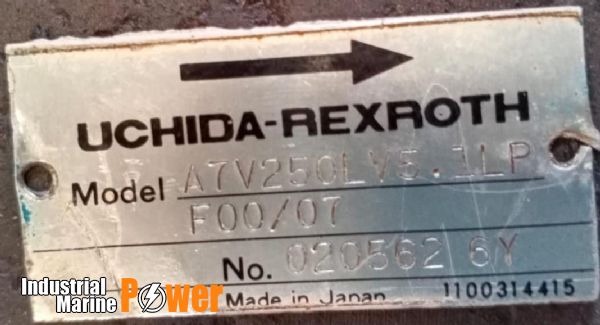 UCHIDA-REXROTH
Model A7V250LV5.1LP
F00/07
No. 020562 6Y
Made in Japan 1100314415
Industrial
Marine Power